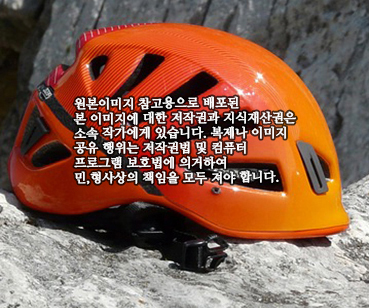 원본이미지 참고용으로 배포된
본 이미지에 대한 저작권과 지식재산권은
소속 작가에게 있습니다. 복제나 이미지
공유 행위는 저작권법 및 컴퓨터
프로그램 보호법에 의거하여
민,형사상의 책임을 모두 져야 합니다.